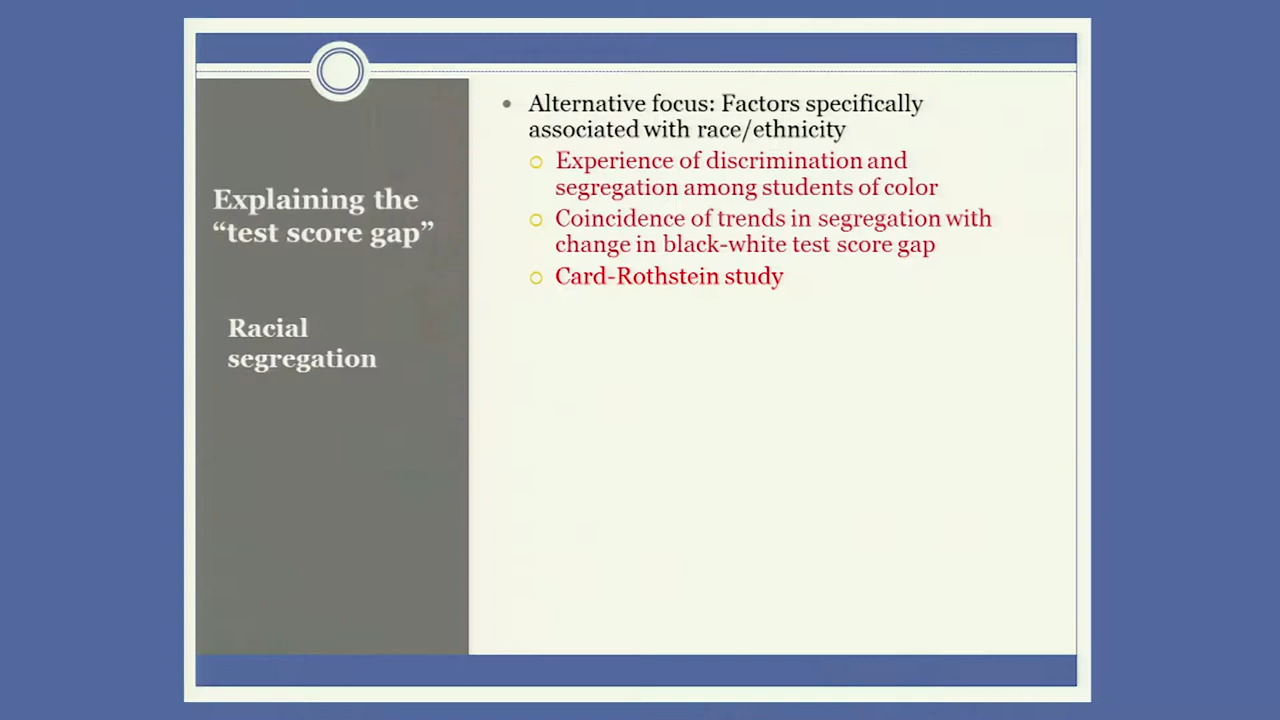 Explaining the
“test score gap”
Racial
segregation
Alternative focus: Factors specifically
associated with race/ethnicity
Experience of discrimination and
segregation among students of color
Coincidence of trends in segregation with
change in black-white test score gap
Card-Rothstein study